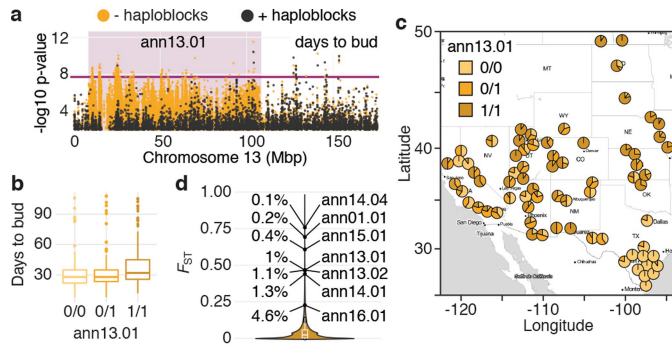 a
- haploblocks
+ haploblocks
ann13.01
days to bud
-log10 p-value
12
8
4
0
50
100
150
Chromosome 13 (Mbp)
b
Days to bud
90
60
30
0/0
0/1
1/1
ann13.01
d
FST
1.00
0.75
0.50
0.25
0
0.1%
0.2%
0.4%
1%
1.1%
1.3%
4.6%
ann14.04
ann01.01
ann15.01
ann13.01
ann13.02
ann14.01
ann16.01
c
ann13.01
0/0
0/1
1/1
Latitude
50
40
30
MT
WY
NE
NV
UT
CO
Denver
OK
NM
TX
Dallas
San Diego
Tijuana
Phoenix
Albuquerque
Chihuahua
Golfo de California
-120
-110
-100
Longitude